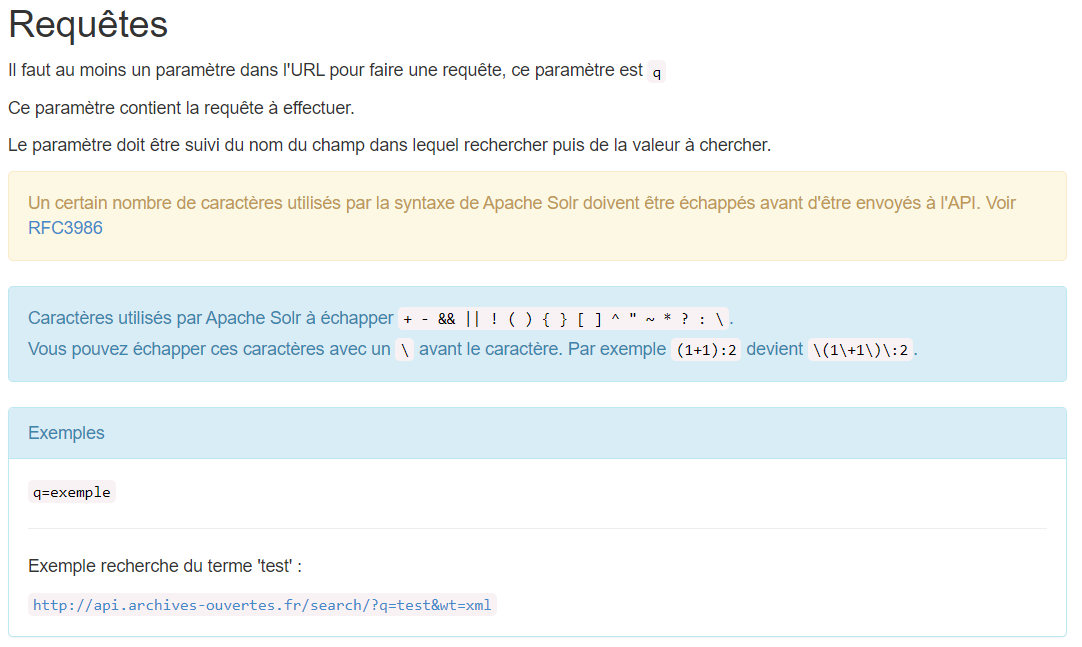 Requêtes
Il faut au moins un paramètre dans l'URL pour faire une requête, ce paramètre est q
Ce paramètre contient la requête à effectuer.
Le paramètre doit être suivi du nom du champ dans lequel rechercher puis de la valeur à chercher.
Un certain nombre de caractères utilisés par la syntaxe de Apache Solr doivent être échappés avant d'être envoyés à l'API. Voir
RFC3986
Caractères utilisés par Apache Solr à échapper + - && || ! ( ) { } [ ] ^ " ~ * ? : \.
Vous pouvez échapper ces caractères avec un \ avant le caractère. Par exemple (1+1):2 devient \(1\+1\)\:2.
Exemples
q=exemple
Exemple recherche du terme 'test' :
http://api.archives-ouvertes.fr/search/?q=test&wt=xml